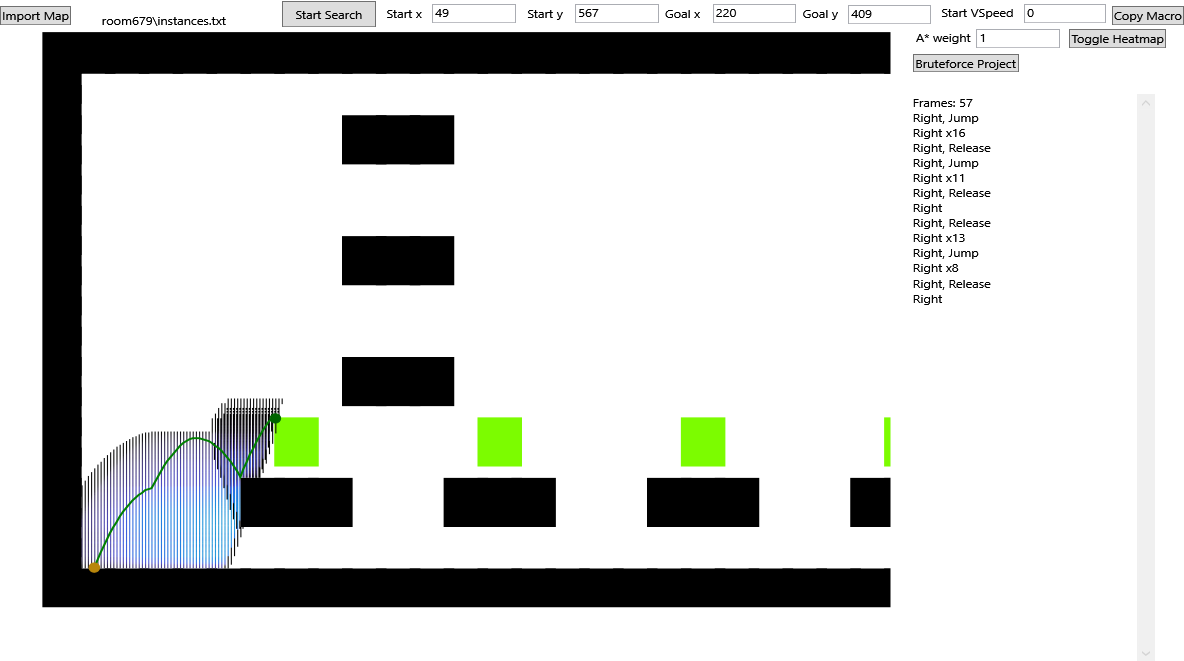 Import Map
room679\instances.txt
Start Search
Start x 49
Start y 567
Goal x 220
Goal y 409
Start VSpeed 0
Copy Macro
A* weight 1
Toggle Heatmap
Bruteforce Project
Frames: 57
Right, Jump
Right x16
Right, Release
Right, Jump
Right x11
Right, Release
Right
Right, Release
Right x13
Right, Jump
Right x8
Right, Release
Right